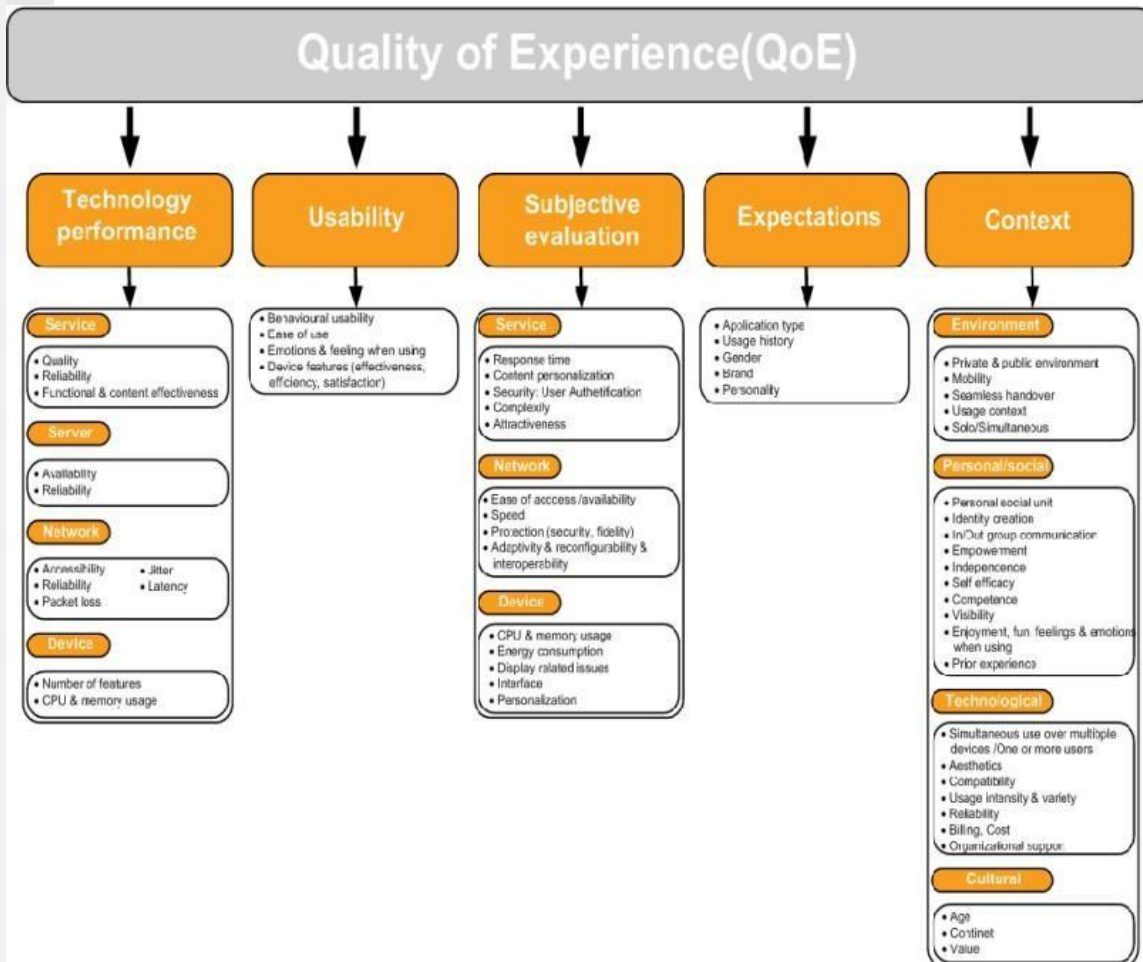 Quality of Experience(QoE)
Technology
performance
Service
• Quality
• Reliability
• Functional & content effectiveness
Server
• Availability
• Reliability
Network
• Accessibility
• Reliability
• Packet loss
• Jitter
• Latency
Device
• Number of features
• CPU & memory usage
Usability
• Behavioural usability
• Ease of use
• Emotions & feeling when using
• Device features (effectiveness,
efficiency, satisfaction)
Subjective
evaluation
Service
• Response time
• Content personalization
• Security: User Authetification
• Complexity
• Attractiveness
Network
• Ease of acccess /availability
• Speed
• Protection (security, fidelity)
• Adaptivity & reconfigurability &
interoperability
Device
• CPU & memory usage
• Energy consumption
• Display related issues
• Interface
• Personalization
Expectations
• Application type
• Usage history
• Gender
• Brand
• Personality
Context
Environment
• Private & public environment
• Mobility
• Seamless handover
• Usage context
• Solo/Simultaneous
Personal/social
• Personal social unit
• Identity creation
• In/Out group communication
• Empowerment
• Independence
• Self efficacy
• Competence
• Visibility
• Enjoyment, fun, feelings & emotions
when using
• Prior experience
Technological
• Simultaneous use over multibple
devices /One or more users
• Aesthetics
• Compatibility
• Usage intensity & variety
• Reliability
• Billing, Cost
• Organizational support
Cultural
• Age
• Continet
• Value